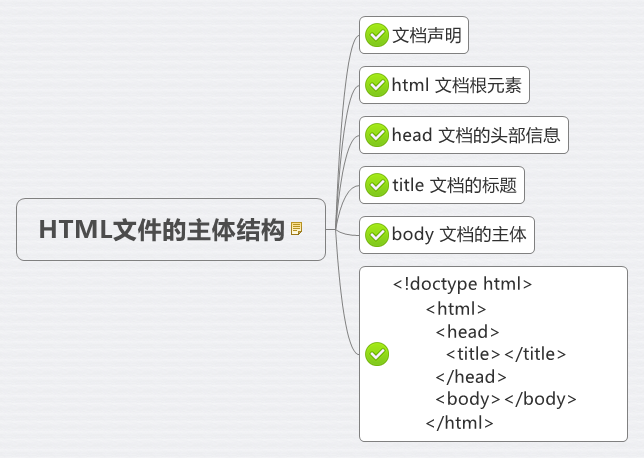 HTML文件的主体结构
文档声明
html 文档根元素
head 文档的头部信息
title 文档的标题
body 文档的主体
<!doctype html>
<html>
<head>
<title></title>
</head>
<body></body>
</html>